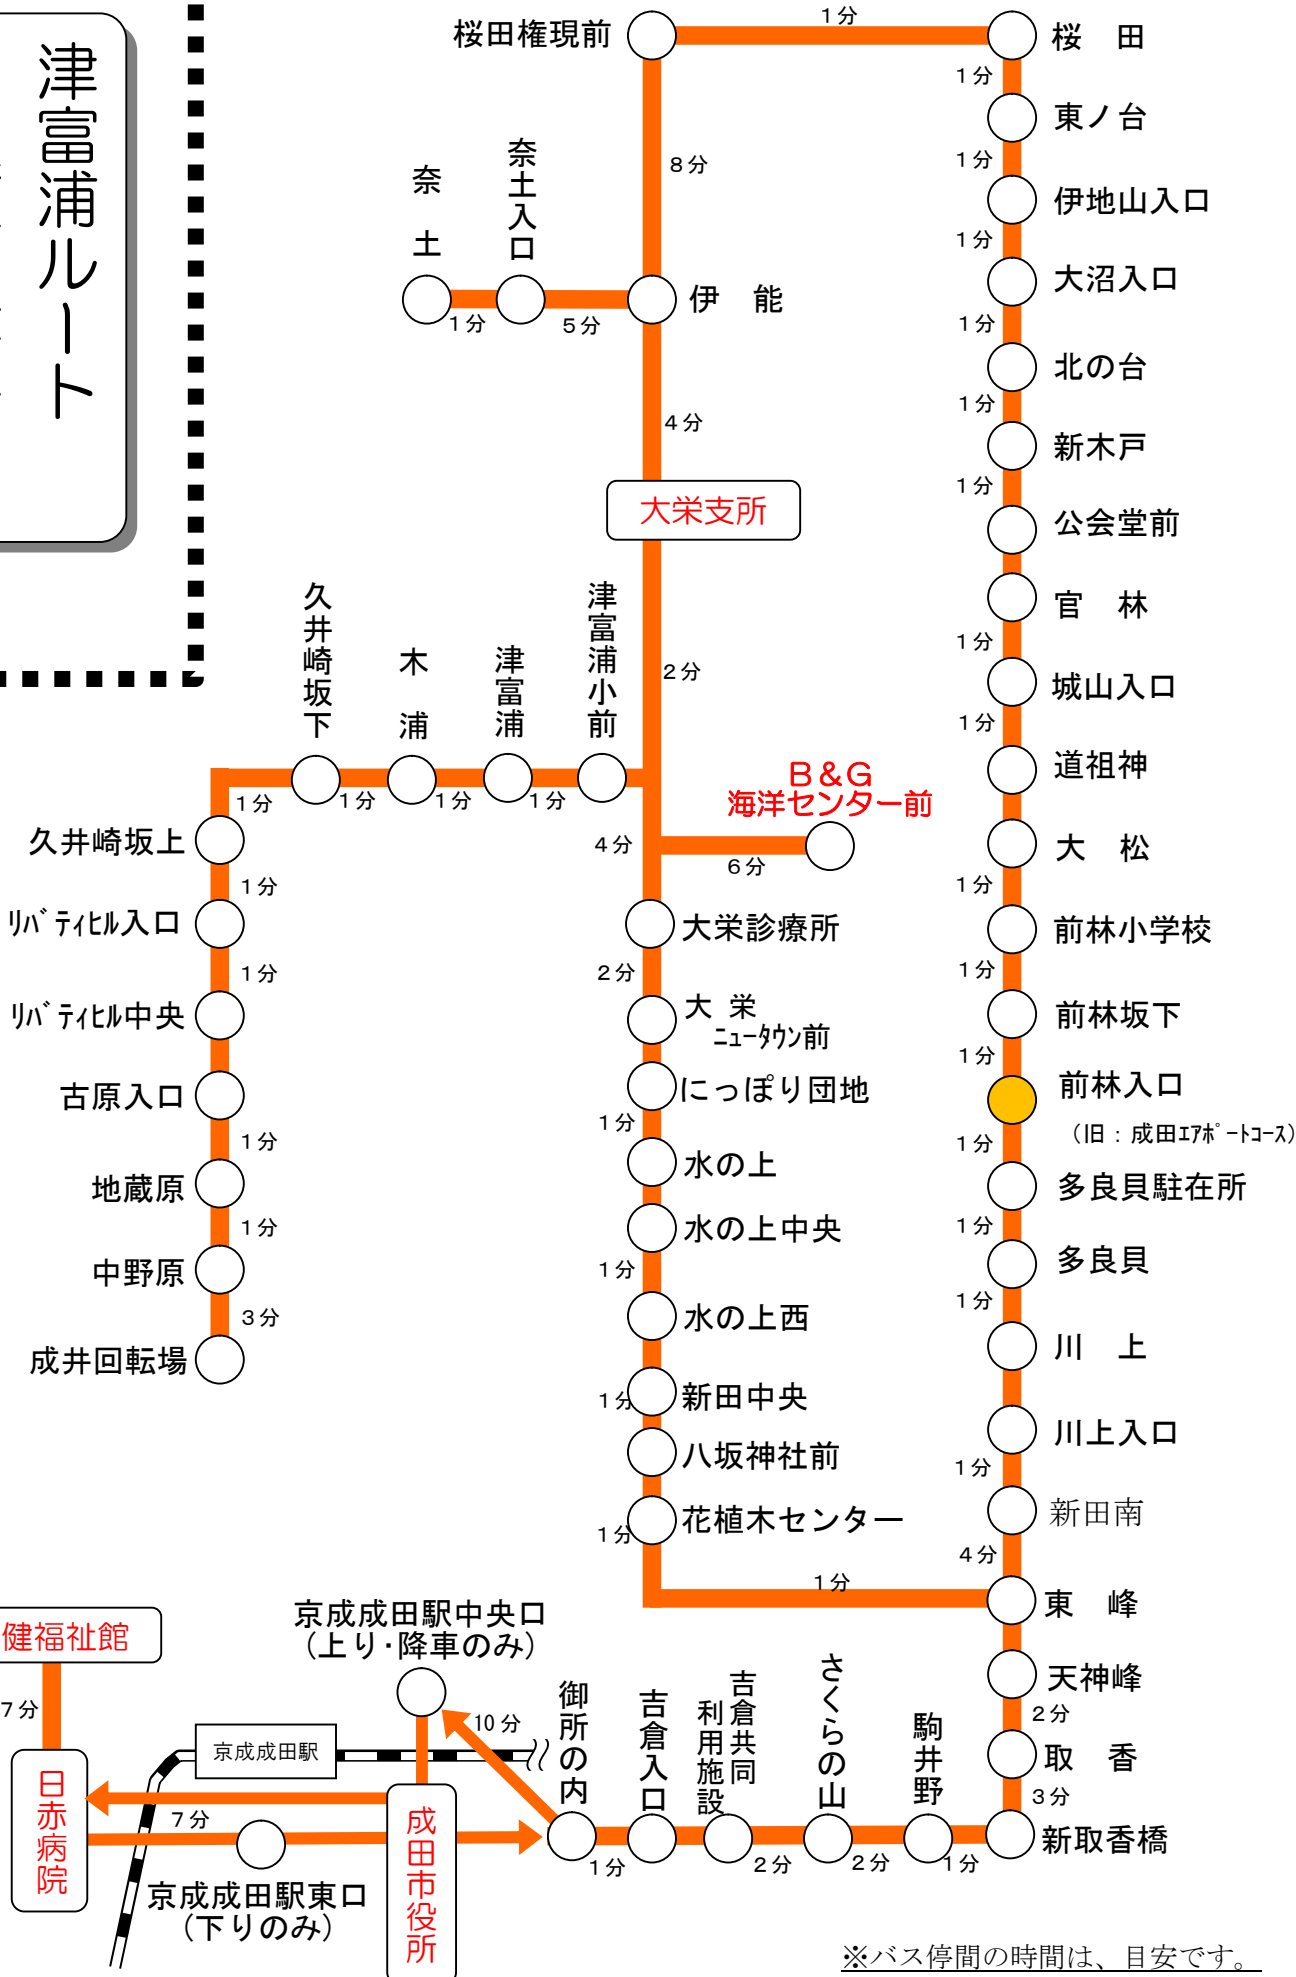 津富浦ルート
桜田権現前
1分
桜　田
1分
東ノ台
1分
伊地山入口
1分
大沼入口
1分
北の台
1分
新木戸
1分
公会堂前
官　林
1分
城山入口
1分
道祖神
大　松
1分
前林小学校
1分
前林坂下
1分
前林入口
（旧：成田ｴｱﾎﾟｰﾄｺｰｽ）
1分
多良貝駐在所
1分
多良貝
1分
川　上
川上入口
1分
新田南
4分
東　峰
天神峰
2分
取　香
3分
新取香橋
8分
奈　土
奈土入口
1分
5分
伊　能
4分
大栄支所
2分
久井崎坂下
木　浦
津富浦
津富浦小前
1分
1分
1分
1分
B＆G
海洋センター前
4分
6分
久井崎坂上
1分
ﾘﾊﾞﾃｨﾋﾙ入口
1分
ﾘﾊﾞﾃｨﾋﾙ中央
古原入口
1分
地蔵原
1分
中野原
3分
成井回転場
大栄診療所
2分
大　栄
ﾆｭｰﾀｳﾝ前
にっぽり団地
1分
水の上
水の上中央
1分
水の上西
1分
新田中央
八坂神社前
花植木センター
1分
1分
健福祉館
7分
日赤病院
京成成田駅
京成成田駅中央口
（上り・降車のみ）
10分
7分
京成成田駅東口
（下りのみ）
成田市役所
御所の内
吉倉入口
吉倉共同
利用施設
さくらの山
駒井野
1分
2分
2分
1分
※バス停間の時間は、目安です。